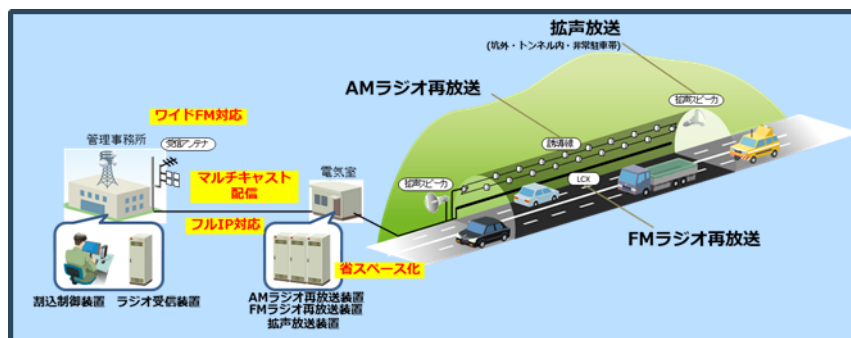 拡声放送
(坑外・トンネル内・非常駐車帯)
AMラジオ再放送
拡声スピーカ
ワイドFM対応
管理事務所
受信アンテナ
誘導線
電気室
マルチキャスト
配信
拡声スピーカ
LCX
フルIP対応
FMラジオ再放送
省スペース化
割込制御装置
ラジオ受信装置
AMラジオ再放送装置
FMラジオ再放送装置
拡声放送装置